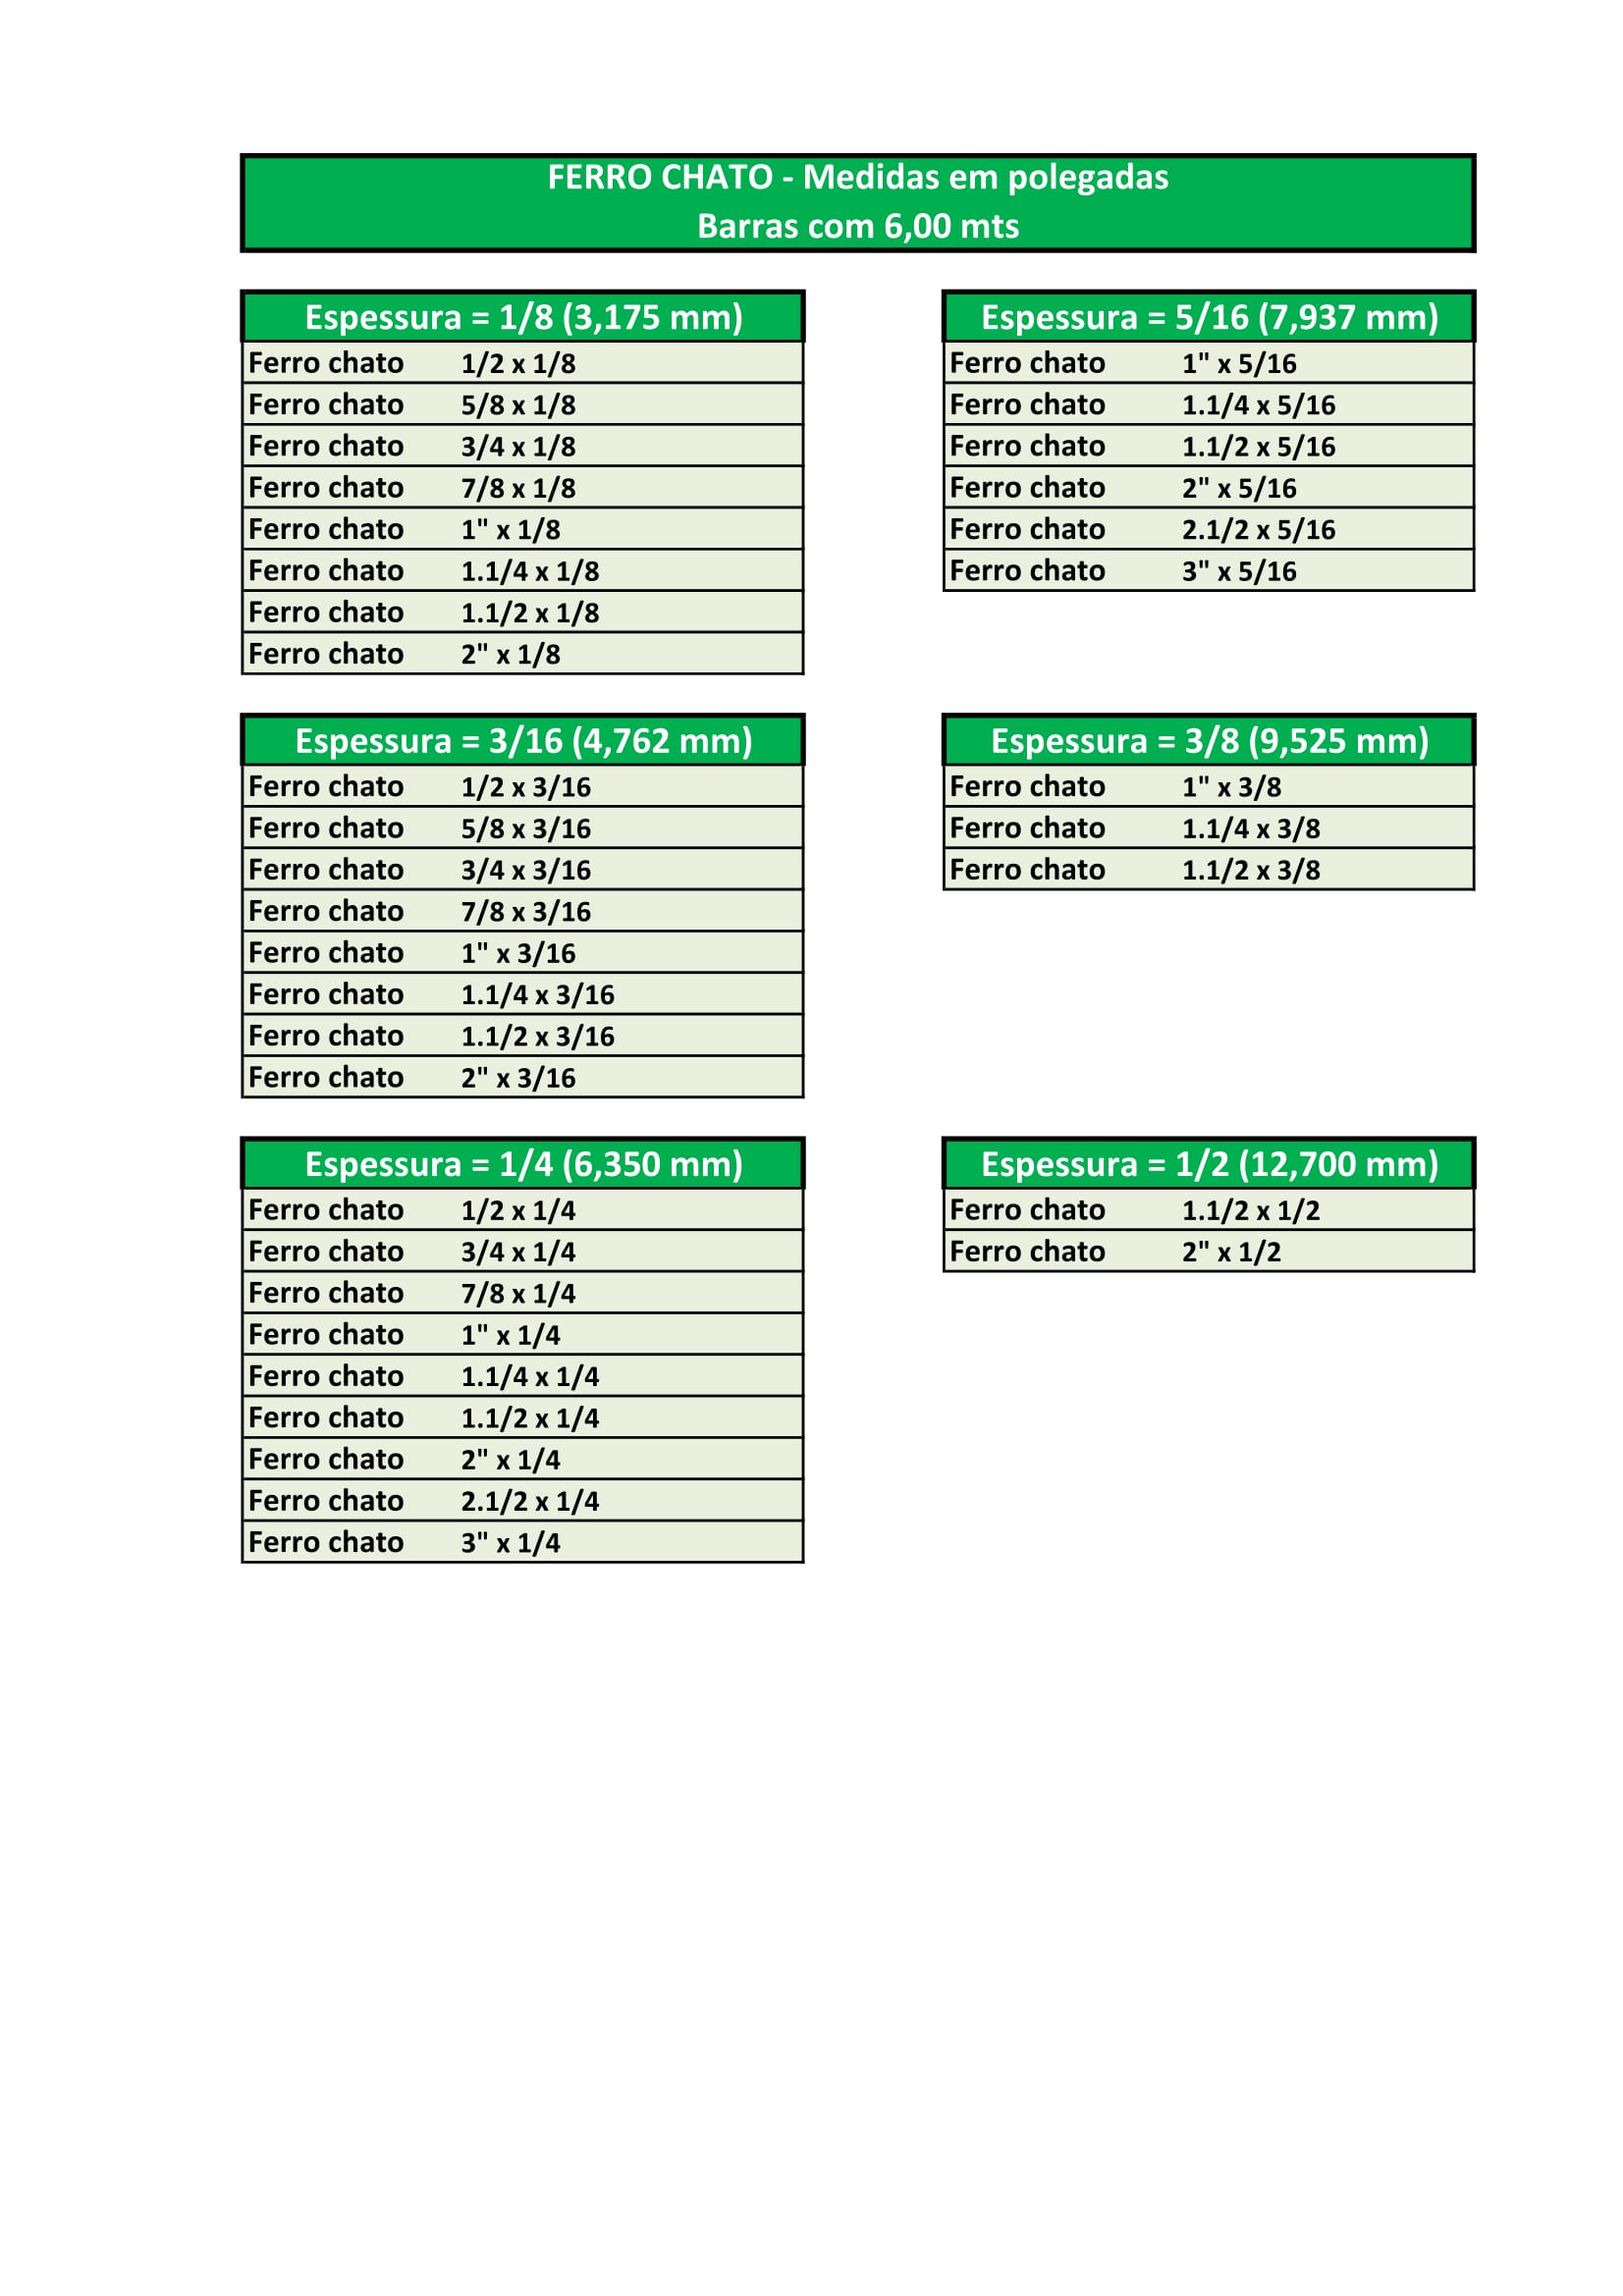 FERRO CHATO - Medidas em polegadas
Barras com 6,00 mts
Espessura = 1/8 (3,175 mm)
Ferro chato 1/2 x 1/8
Ferro chato 5/8 x 1/8
Ferro chato 3/4 x 1/8
Ferro chato 7/8 x 1/8
Ferro chato 1" x 1/8
Ferro chato 1.1/4 x 1/8
Ferro chato 1.1/2 x 1/8
Ferro chato 2" x 1/8
Espessura = 5/16 (7,937 mm)
Ferro chato 1" x 5/16
Ferro chato 1.1/4 x 5/16
Ferro chato 1.1/2 x 5/16
Ferro chato 2" x 5/16
Ferro chato 2.1/2 x 5/16
Ferro chato 3" x 5/16
Espessura = 3/16 (4,762 mm)
Ferro chato 1/2 x 3/16
Ferro chato 5/8 x 3/16
Ferro chato 3/4 x 3/16
Ferro chato 7/8 x 3/16
Ferro chato 1" x 3/16
Ferro chato 1.1/4 x 3/16
Ferro chato 1.1/2 x 3/16
Ferro chato 2" x 3/16
Espessura = 3/8 (9,525 mm)
Ferro chato 1" x 3/8
Ferro chato 1.1/4 x 3/8
Ferro chato 1.1/2 x 3/8
Espessura = 1/4 (6,350 mm)
Ferro chato 1/2 x 1/4
Ferro chato 3/4 x 1/4
Ferro chato 7/8 x 1/4
Ferro chato 1" x 1/4
Ferro chato 1.1/4 x 1/4
Ferro chato 1.1/2 x 1/4
Ferro chato 2" x 1/4
Ferro chato 2.1/2 x 1/4
Ferro chato 3" x 1/4
Espessura = 1/2 (12,700 mm)
Ferro chato 1.1/2 x 1/2
Ferro chato 2" x 1/2